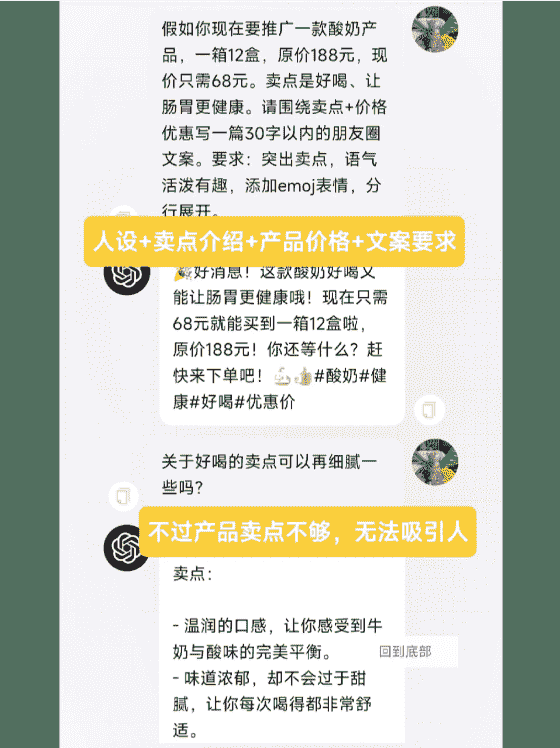 假如你现在要推广一款酸奶产
品，一箱12盒，原价188元，现
价只需68元。卖点是好喝、让
肠胃更健康。请围绕卖点+价格
优惠写一篇30字以内的朋友圈
文案。要求：突出卖点，语气
活泼有趣，添加emoj表情，分
行展开。
人设+卖点介绍+产品价格+文案要求
🎉好消息！这款酸奶好喝又
能让肠胃更健康哦！现在只需
68元就能买到一箱12盒啦，
原价188元！你还等什么？赶
快来下单吧！💪👍#酸奶#健
康#好喝#优惠价
关于好喝的卖点可以再细腻一
些吗？
不过产品卖点不够，无法吸引人
卖点：
- 温润的口感，让你感受到牛
奶与酸味的完美平衡。
回到底部
- 味道浓郁，却不会过于甜
腻，让你每次喝得都非常舒
适。